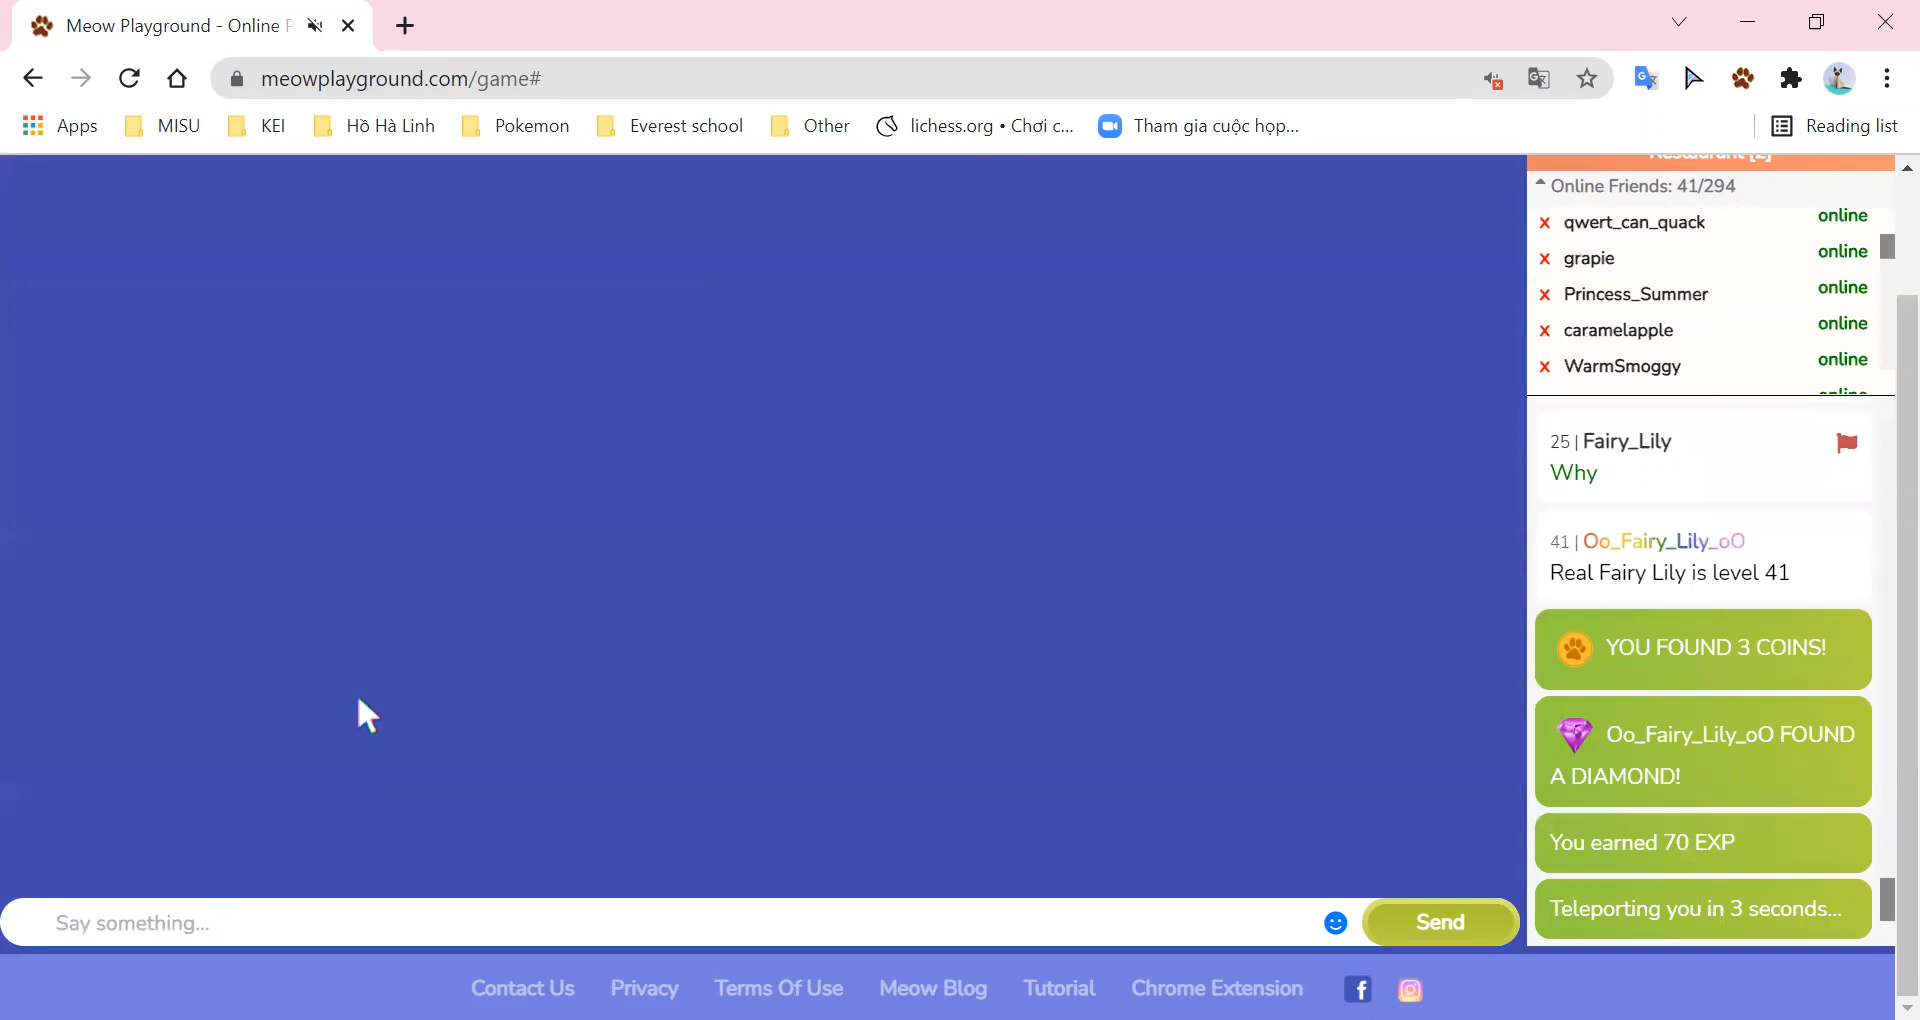 Meow Playground - Online
meowplayground.com/game#
Apps
MISU
KEI
Hồ Hà Linh
Pokemon
Everest school
Other
lichess.org • Chơi c...
Tham gia cuộc họp...
Reading list
Restaurant [2]
Online Friends: 41/294
x qwert_can_quack online
x grapie online
x Princess_Summer online
x caramelapple online
x WarmSmoggy online
online
25 | Fairy_Lily
Why
41 | Oo_Fairy_Lily_oO
Real Fairy Lily is level 41
YOU FOUND 3 COINS!
Oo_Fairy_Lily_oO FOUND
A DIAMOND!
You earned 70 EXP
Teleporting you in 3 seconds...
Say something...
Send
Contact Us
Privacy
Terms Of Use
Meow Blog
Tutorial
Chrome Extension